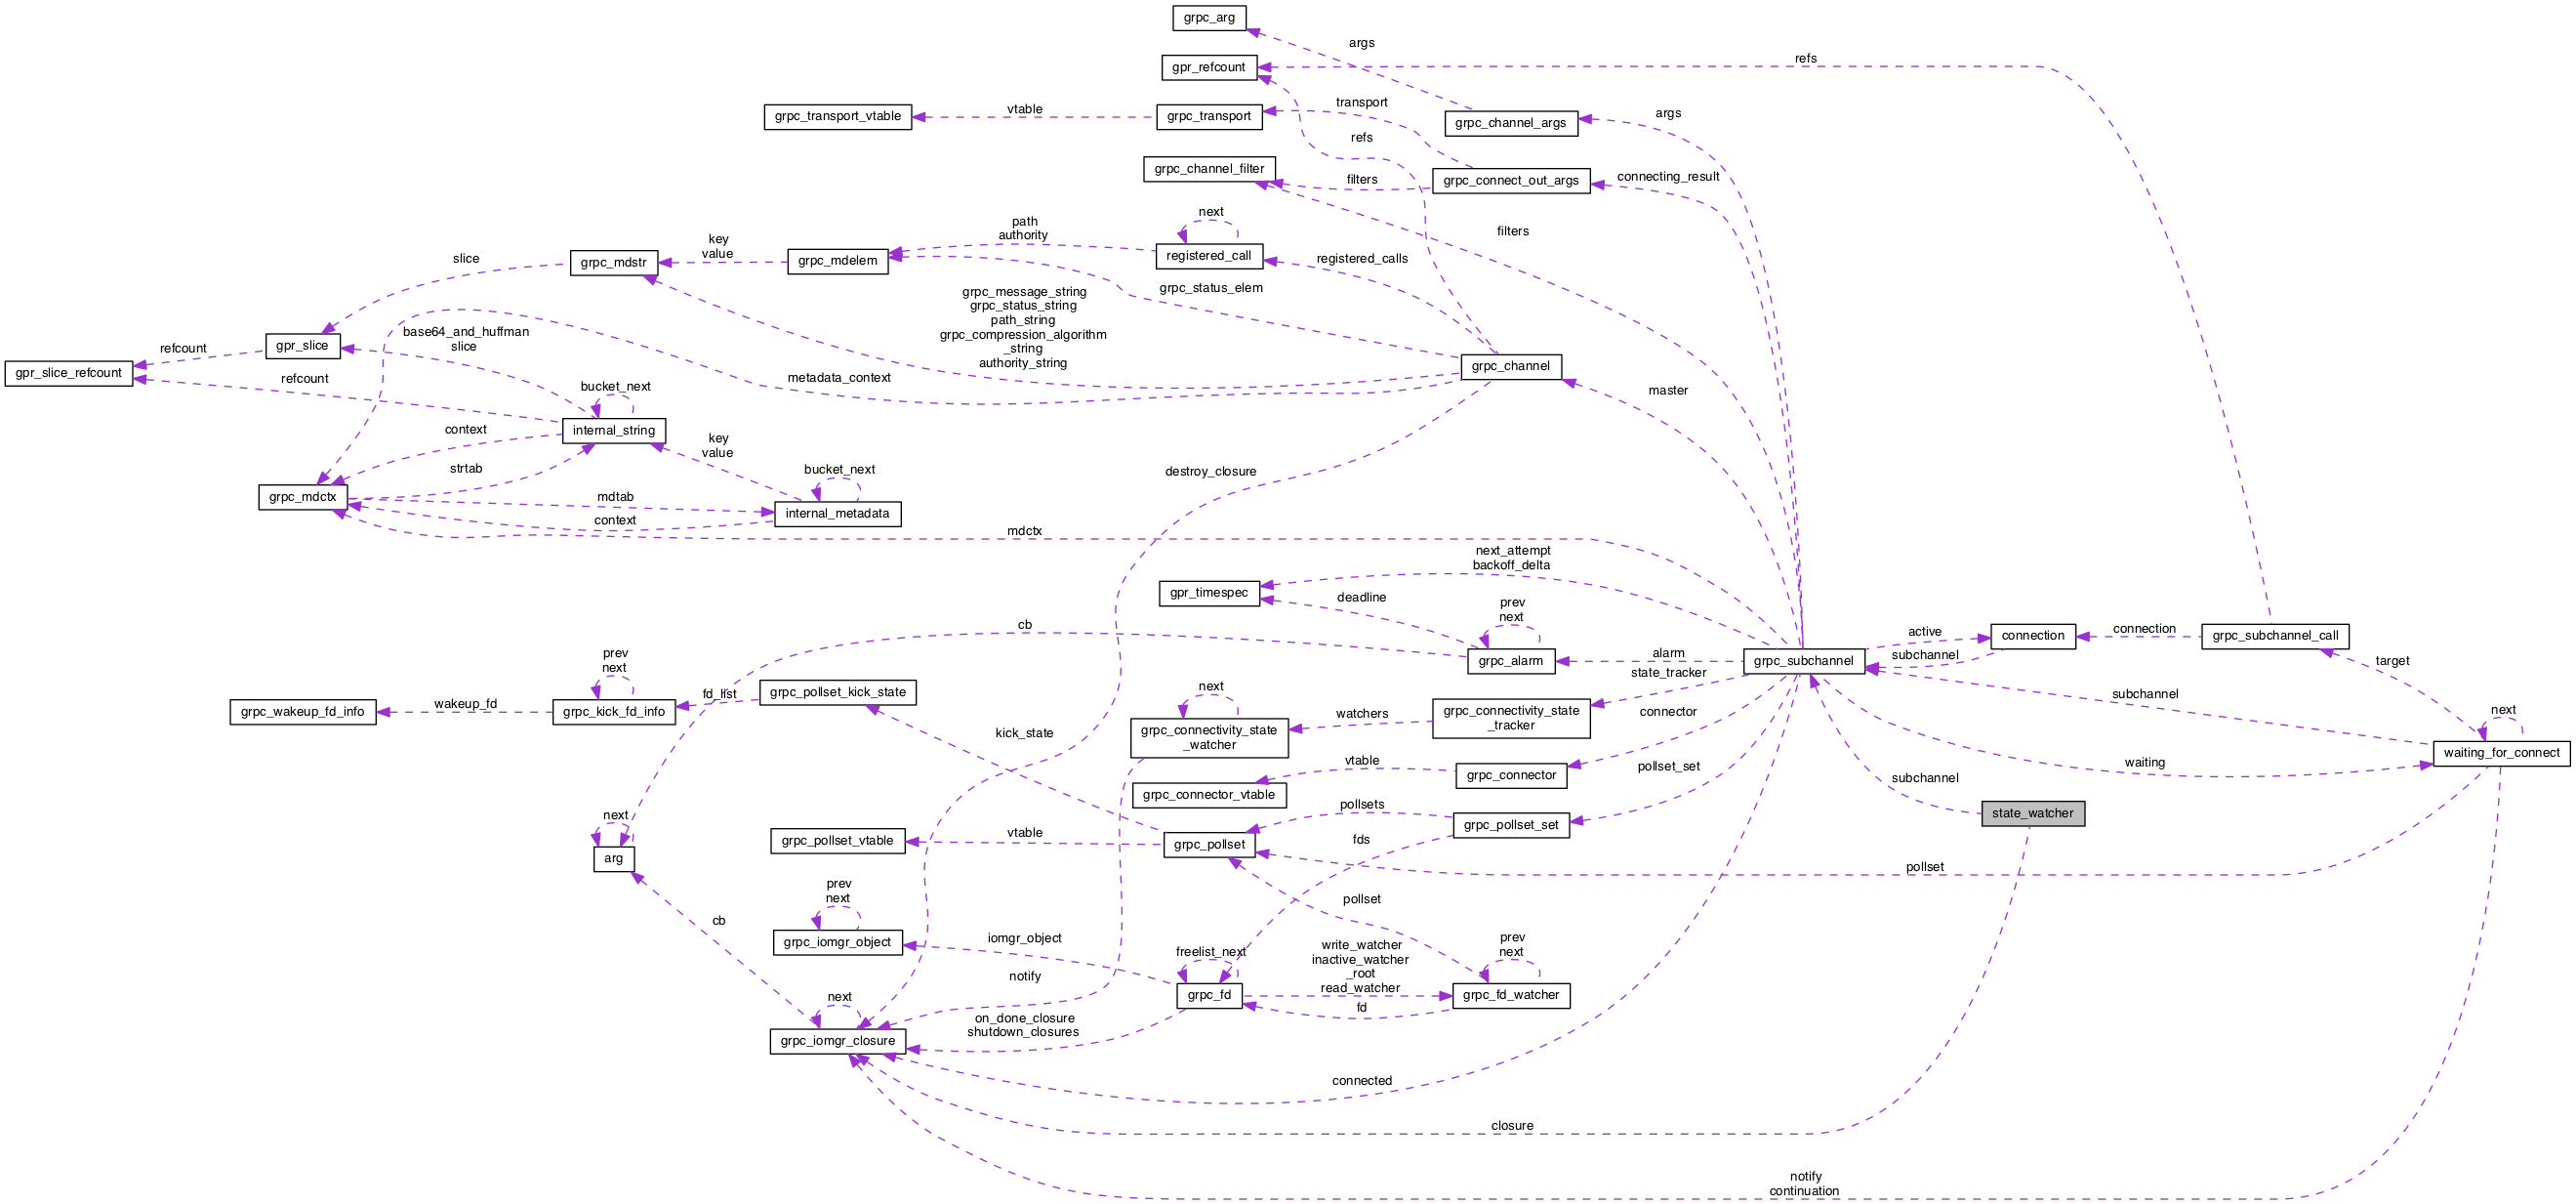 grpc_arg
args
refs
gpr_refcount
grpc_transport_vtable
vtable
grpc_transport
transport
grpc_channel_args
args
refs
grpc_channel_filter
filters
grpc_connect_out_args
connecting_result
next
path
authority
registered_call
filters
key
value
grpc_mdstr
grpc_mdelem
slice
registered_calls
grpc_status_elem
grpc_message_string
grpc_status_string
path_string
grpc_compression_algorithm
_string
authority_string
base64_and_huffman
slice
gpr_slice
refcount
gpr_slice_refcount
refcount
metadata_context
grpc_channel
master
bucket_next
internal_string
context
key
value
strtab
bucket_next
destroy_closure
grpc_mdctx
mdtab
internal_metadata
context
mdctx
next_attempt
backoff_delta
gpr_timespec
deadline
prev
next
cb
grpc_alarm
alarm
grpc_subchannel
active
subchannel
connection
connection
grpc_subchannel_call
target
state_tracker
prev
next
fd_list
grpc_pollset_kick_state
grpc_wakeup_fd_info
wakeup_fd
grpc_kick_fd_info
next
grpc_connectivity_state
_watcher
watchers
grpc_connectivity_state
_tracker
connector
subchannel
next
waiting_for_connect
kick_state
vtable
grpc_connector
grpc_connector_vtable
pollset_set
waiting
subchannel
state_watcher
next
arg
grpc_pollset_vtable
vtable
grpc_pollset
pollsets
fds
grpc_pollset_set
pollset
prev
next
grpc_iomgr_object
cb
iomgr_object
pollset
freelist_next
write_watcher
inactive_watcher
_root
read_watcher
prev
next
notify
grpc_fd
grpc_fd_watcher
fd
next
grpc_iomgr_closure
on_done_closure
shutdown_closures
connected
closure
notify
continuation